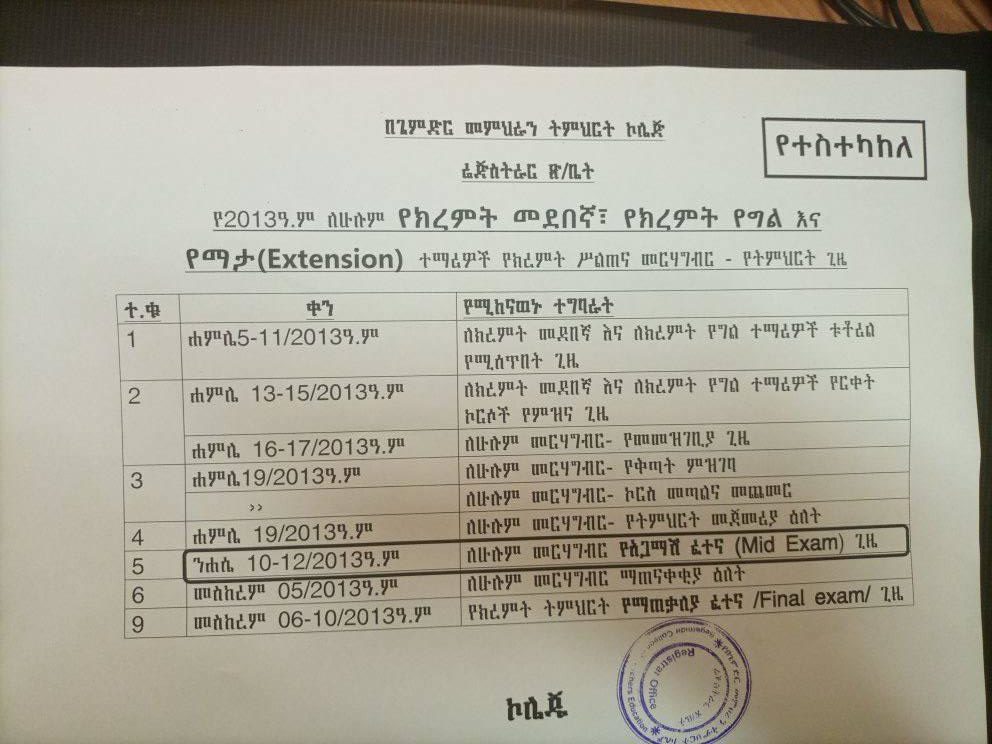 በጌምድር መምህራን ትምህርት ኮሌጅ
የተስተካከለ
ሬጅስትራር ጽ/ቤት
የ2013ዓ.ም ለሁሉም የክረምት መደበኛ፣ የክረምት የግል እና
የማታ(Extension) ተማሪዎች የክረምት ሥልጠና መርሃግብር - የትምህርት ጊዜ
ተ.ቁ ቀን የሚከናወኑ ተግባራት
1 ሐምሌ5-11/2013ዓ.ም ለክረምት መደበኛ እና ለክረምት የግል ተማሪዎች ቱቶሪል
የሚሰጥበት ጊዜ
2 ሐምሌ 13-15/2013ዓ.ም ለክረምት መደበኛ እና ለክረምት የግል ተማሪዎች የርቀት
ኮርሶች የምዝና ጊዜ
ሐምሌ 16-17/2013ዓ.ም ለሁሉም መርሃግብር- የመመዝገቢያ ጊዜ
3 ሐምሌ19/2013ዓ.ም ለሁሉም መርሃግብር- የቅጣት ምዝገባ
›› ለሁሉም መርሃግብር- ኮርስ መጣልና መጨመር
4 ሐምሌ 19/2013ዓ.ም ለሁሉም መርሃግብር- የትምህርት መጀመሪያ ዕለት
5 ንሐሴ 10-12/2013ዓ.ም ለሁሉም መርሃግብር የአጋማሽ ፈተና (Mid Exam) ጊዜ
6 መስከረም 05/2013ዓ.ም ለሁሉም መርሃግብር ማጠናቀቂያ ዕለት
9 መስከረም 06-10/2013ዓ.ም የክረምት ትምህርት የማጠቃለያ ፈተና /Final exam/ ጊዜ
ኮሌጁ
Registrar Office